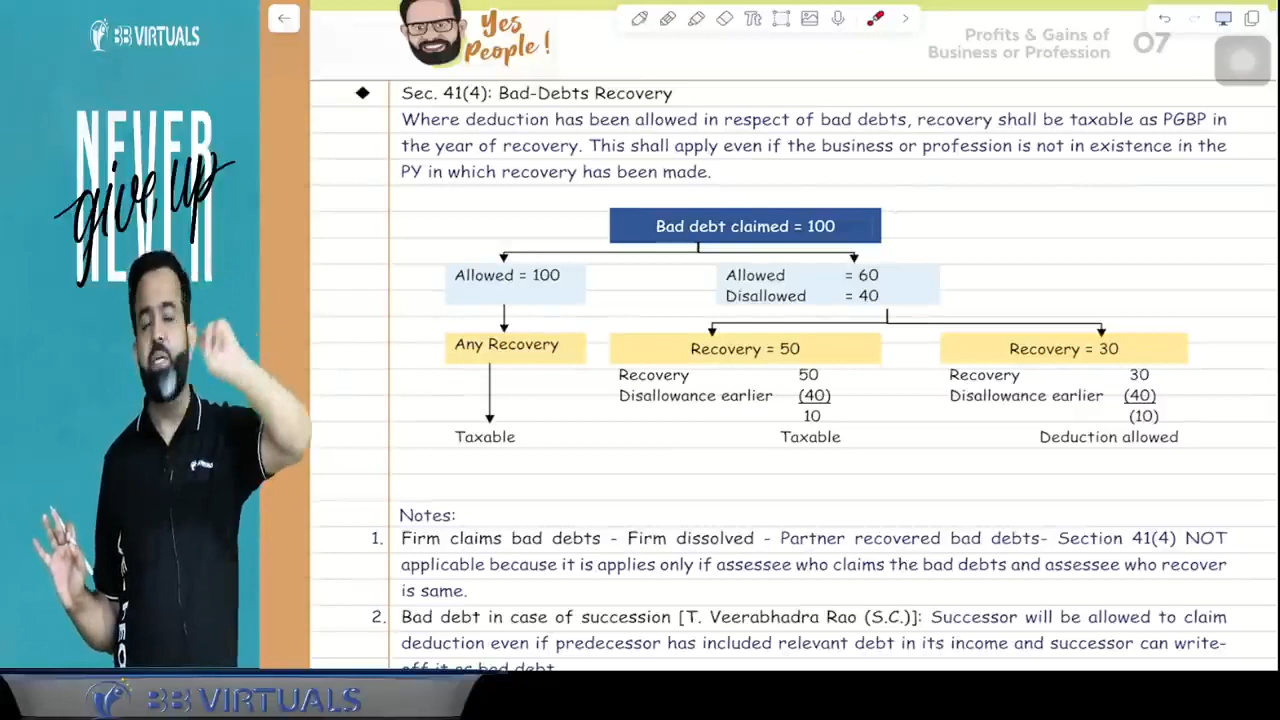 BB VIRTUALS
NEVER
give up
NEVER
Yes
People !
Profits & Gains of
Business or Profession
07
Sec. 41(4): Bad-Debts Recovery
Where deduction has been allowed in respect of bad debts, recovery shall be taxable as PGBP in
the year of recovery. This shall apply even if the business or profession is not in existence in the
PY in which recovery has been made.
Bad debt claimed = 100
Allowed = 100
Allowed = 60
Disallowed = 40
Any Recovery
Recovery = 50
Recovery = 30
Recovery 50
Disallowance earlier (40)
10
Recovery 30
Disallowance earlier (40)
(10)
Taxable
Taxable
Deduction allowed
Notes:
1. Firm claims bad debts - Firm dissolved - Partner recovered bad debts- Section 41(4) NOT
applicable because it is applies only if assessee who claims the bad debts and assessee who recover
is same.
2. Bad debt in case of succession [T. Veerabhadra Rao (S.C.)]: Successor will be allowed to claim
deduction even if predecessor has included relevant debt in its income and successor can write-
off it as bad debt
BB VIRTUALS